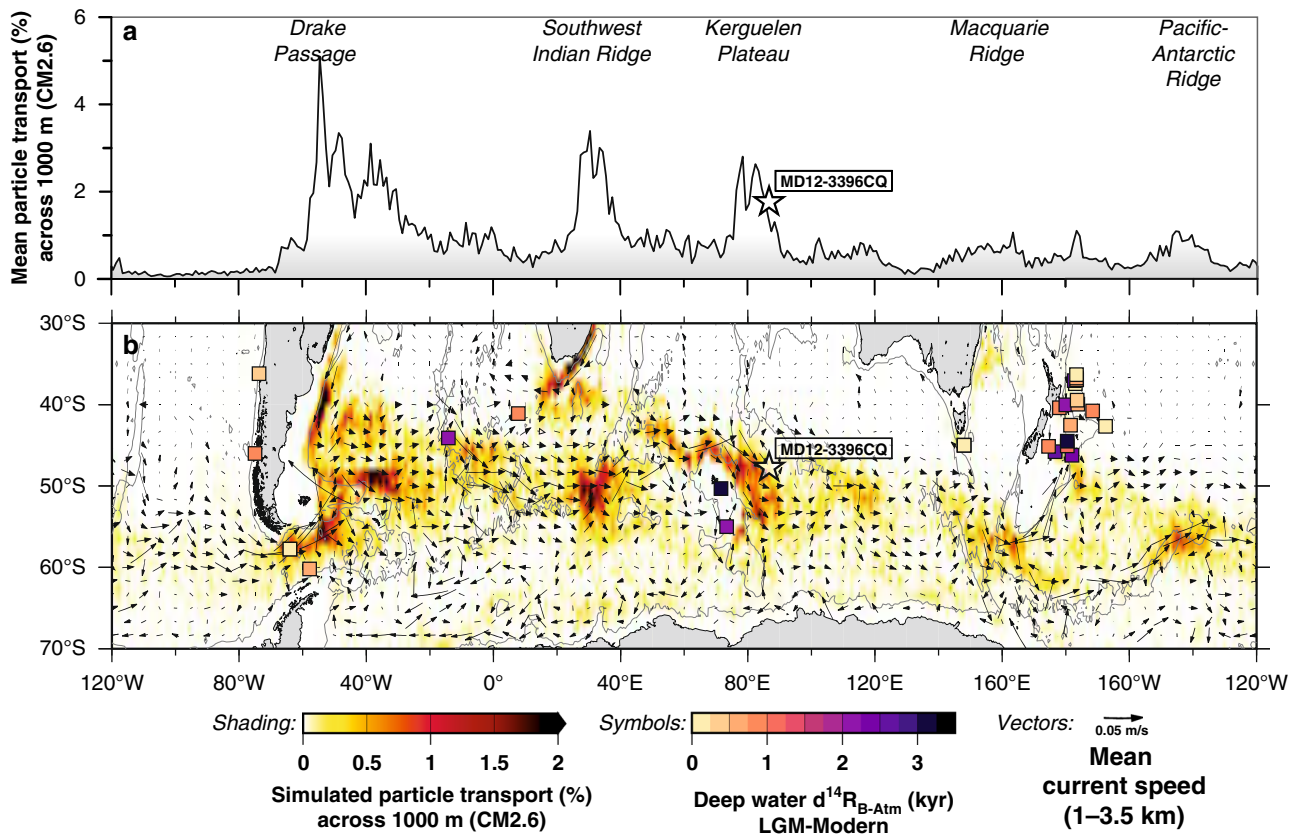 Mean particle transport (%)
across 1000 m (CM2.6)
6
4
2
0
a
Drake
Passage
Southwest
Indian Ridge
Kerguelen
Plateau
Macquarie
Ridge
Pacific-
Antarctic
Ridge
MD12-3396CQ
b
30°S
40°S
50°S
60°S
70°S
MD12-3396CQ
120°W 80°W 40°W 0 40°E 80°E 120°E 160°E 160°W 120°W
Shading:
0 0.5 1 1.5 2
Simulated particle transport (%)
across 1000 m (CM2.6)
Symbols:
0 1 2 3
Deep water d¹⁴R_B-Atm (kyr)
LGM-Modern
Vectors:
0.05 m/s
Mean
current speed
(1–3.5 km)